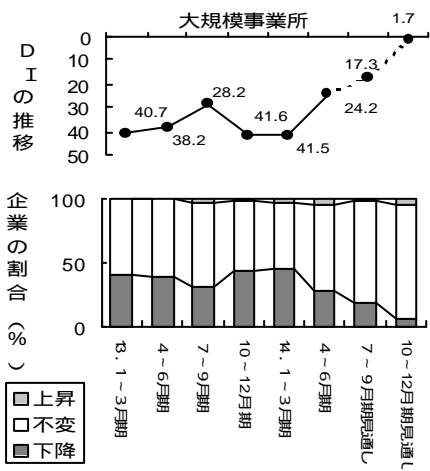 大規模事業所
DIの推移
0
10
20
30
40
50
40.7
38.2
28.2
41.6
41.5
24.2
17.3
1.7
企業の割合(%)
100
50
0
13.1~3月期
4~6月期
7~9月期
10~12月期
14.1~3月期
4~6月期
7~9月期見通し
10~12月期見通し
上昇
不変
下降